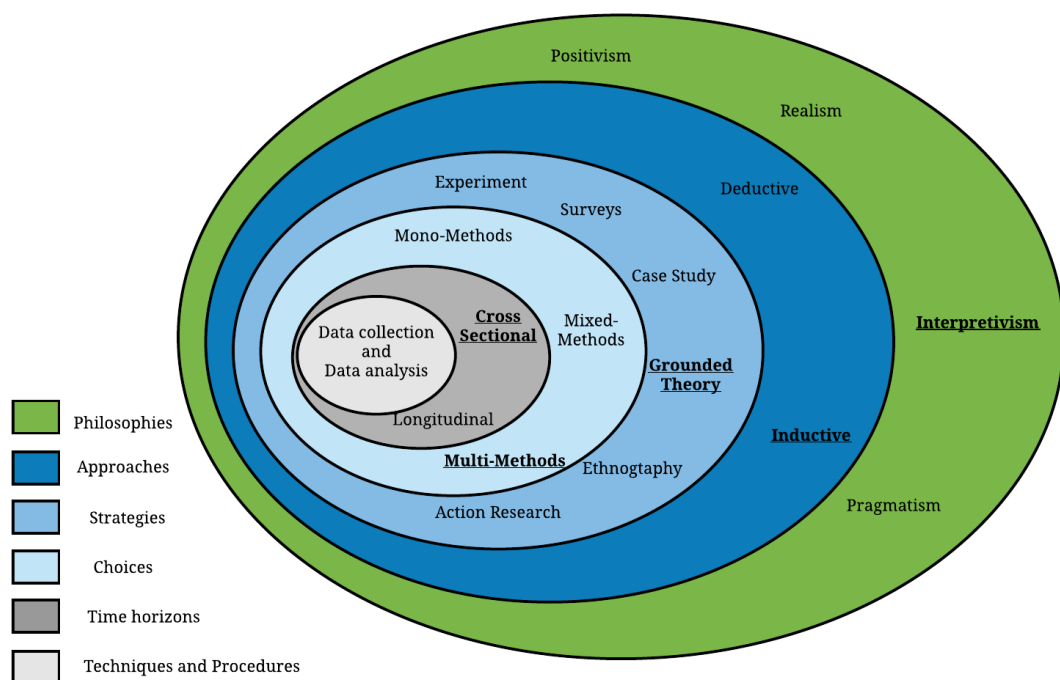 Positivism
Realism
Deductive
Experiment
Surveys
Mono-Methods
Case Study
Cross
Sectional
Mixed-
Methods
Interpretivism
Data collection
and
Data analysis
Grounded
Theory
Longitudinal
Inductive
Multi-Methods
Ethnogtaphy
Pragmatism
Action Research
Philosophies
Approaches
Strategies
Choices
Time horizons
Techniques and Procedures